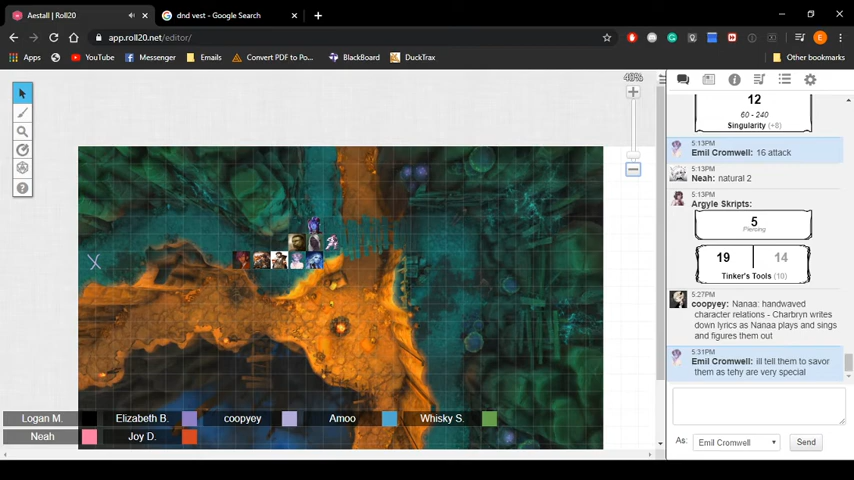 Aestall | Roll20
dnd vest - Google Search
app.roll20.net/editor/
E
Apps
YouTube
Messenger
Emails
Convert PDF to Po...
BlackBoard
DuckTrax
Other bookmarks
40%
12
60 - 240
Singularity (+8)
5:13PM
Emil Cromwell: 16 attack
5:13PM
Neah: natural 2
5:13PM
Argyle Skripts:
5
Piercing
19 14
Tinker's Tools (10)
5:27PM
coopyey: Nanaa: handwaved
character relations - Charbryn writes
down lyrics as Nanaa plays and sings
and figures them out
5:31PM
Emil Cromwell: ill tell them to savor
them as tehy are very special
Logan M. Elizabeth B. coopyey Amoo Whisky S.
Neah Joy D.
As: Emil Cromwell Send